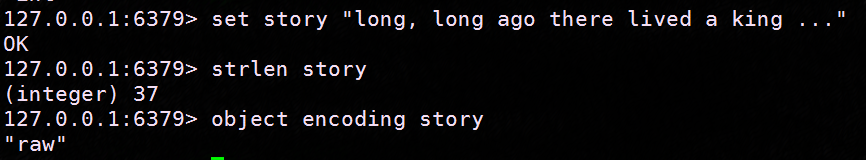 127.0.0.1:6379> set story "long, long ago there lived a king ..."
OK
127.0.0.1:6379> strlen story
(integer) 37
127.0.0.1:6379> object encoding story
"raw"